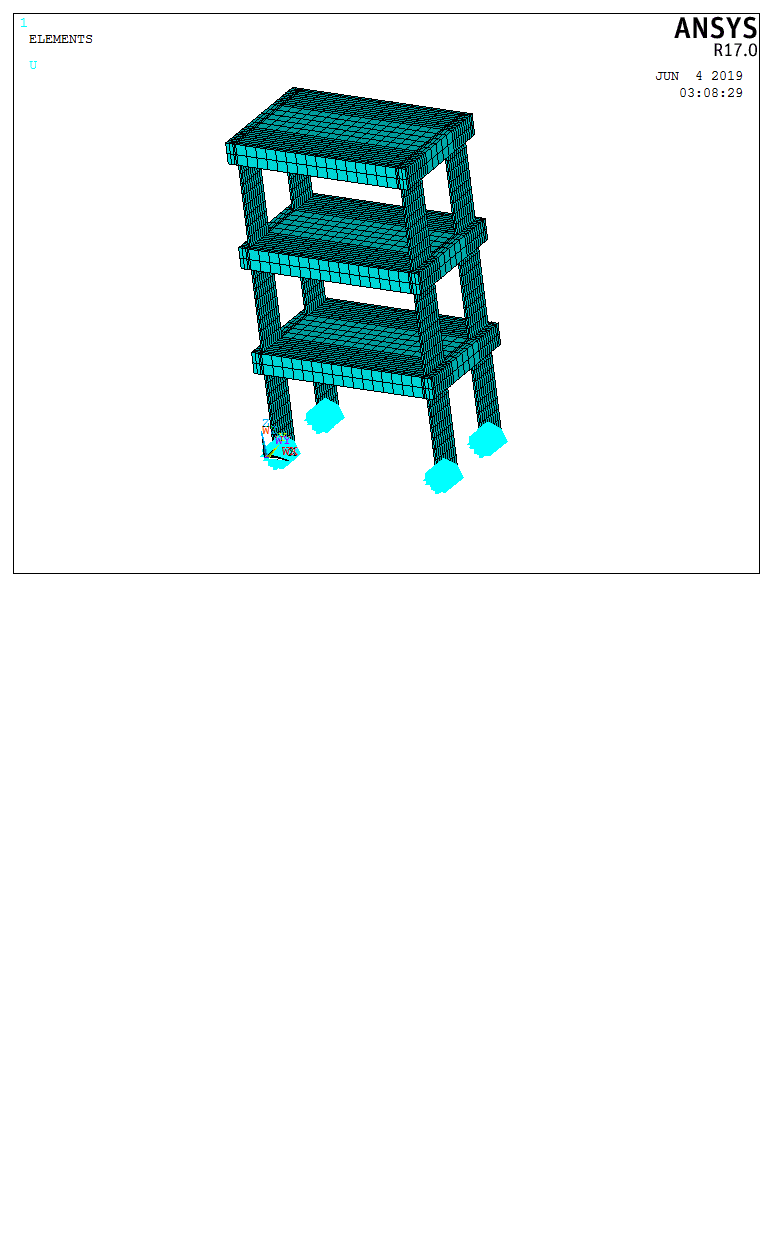 1
ELEMENTS
U
ANSYS
R17.0
JUN  4 2019
03:08:29
Z